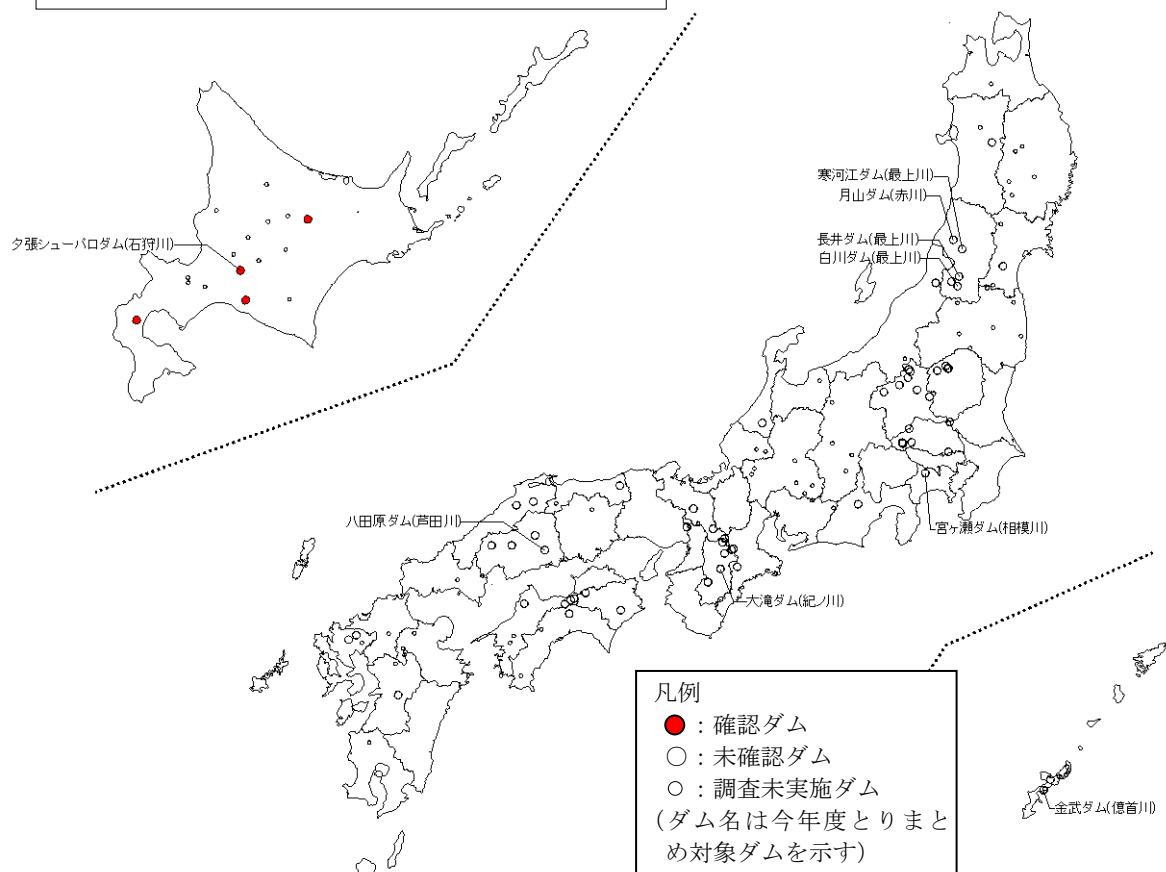 寒河江ダム(最上川)
月山ダム(赤川)
長井ダム(最上川)
白川ダム(最上川)
夕張シューパロダム(石狩川)
八田原ダム(芦田川)
宮ヶ瀬ダム(相模川)
大滝ダム(紀ノ川)
金武ダム(億首川)
凡例
：確認ダム
○：未確認ダム
○：調査未実施ダム
(ダム名は今年度とりまと
め対象ダムを示す)